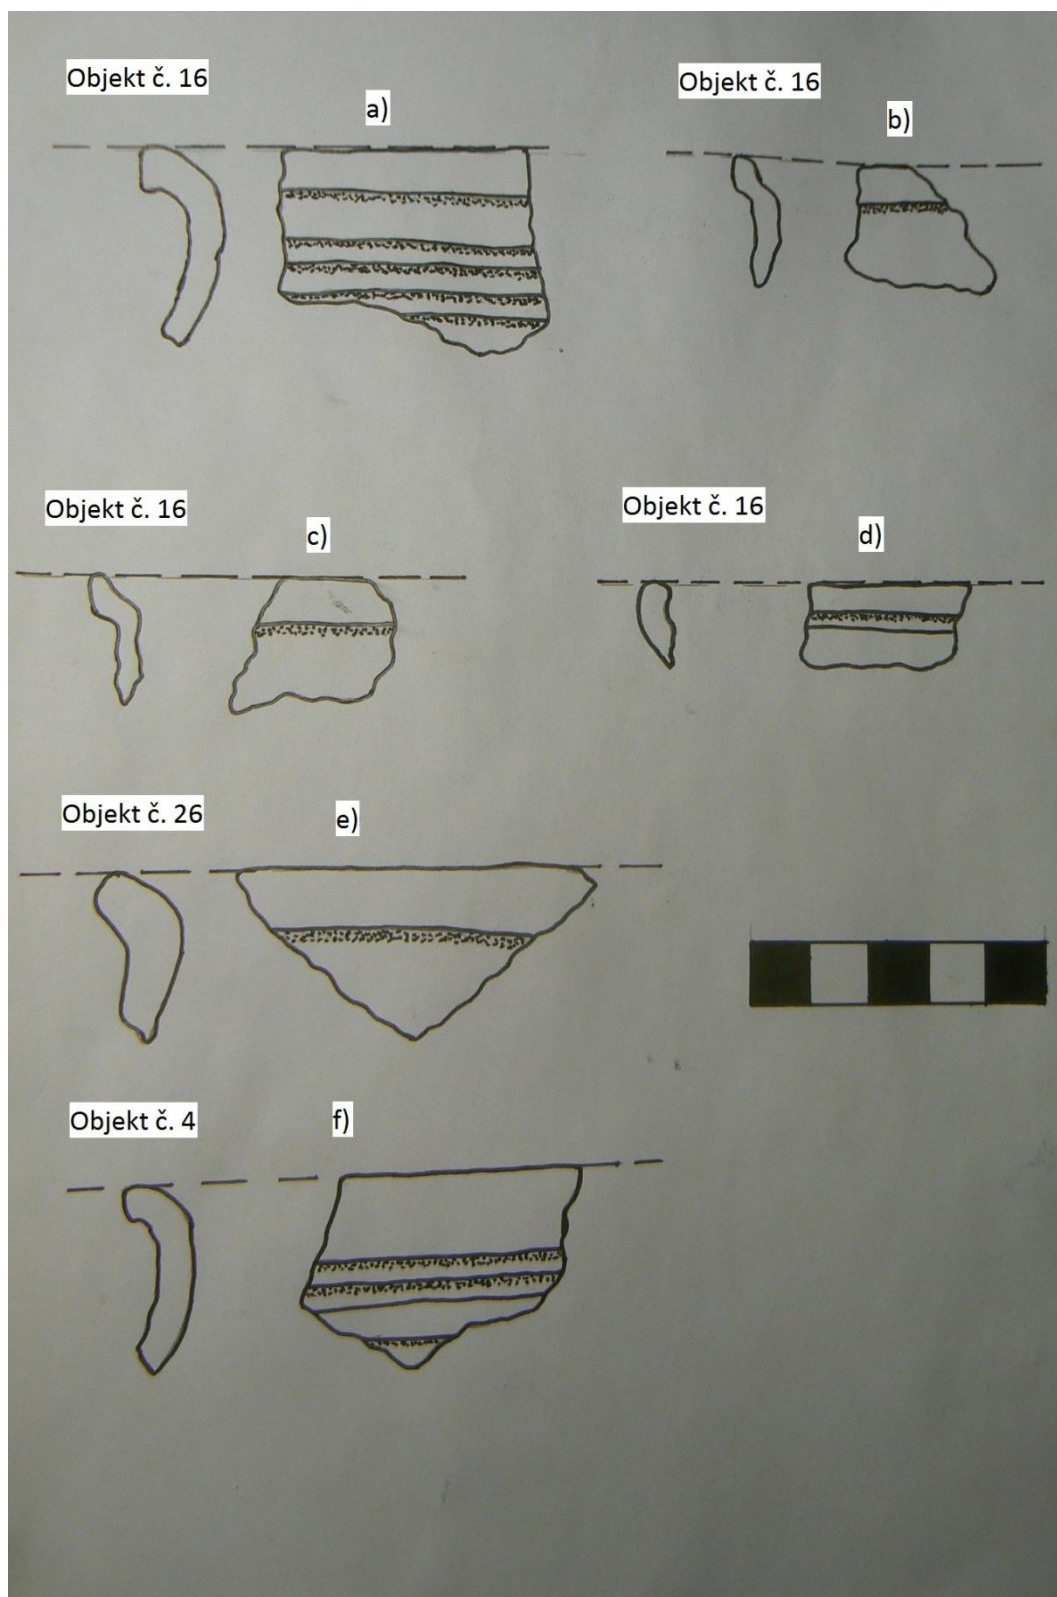 Objekt č. 16
a)
Objekt č. 16
b)
Objekt č. 16
c)
Objekt č. 16
d)
Objekt č. 26
e)
Objekt č. 4
f)